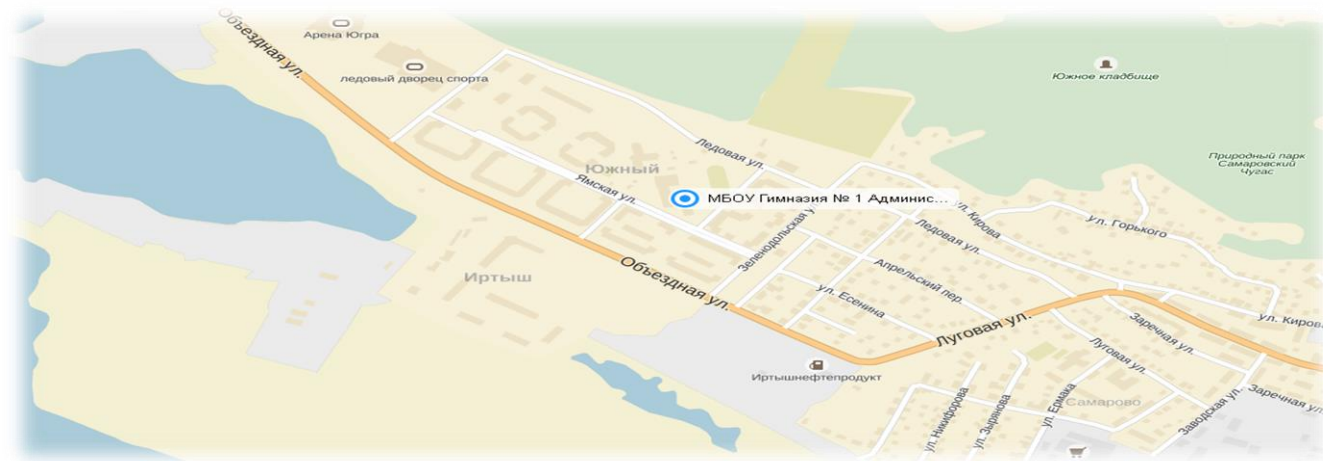 Объездная ул.
Арена Югра
ледовый дворец спорта
Южное кладбище
Природный парк
Самаровский
Чугас
Ледовая ул.
Южный
Ямская ул.
МБОУ Гимназия № 1 Админис...
Зеленодольская ул.
ул. Кирова
ул. Горького
Ледовая ул.
Апрельский пер.
Иртыш
Объездная ул.
ул. Есенина
Луговая ул.
ул. Кирова
Заречная ул.
Луговая ул.
Иртышнефтепродукт
Заречная ул.
Самарово
ул. Никифорова
ул. Зырянова
ул. Ермака
Заводская ул.